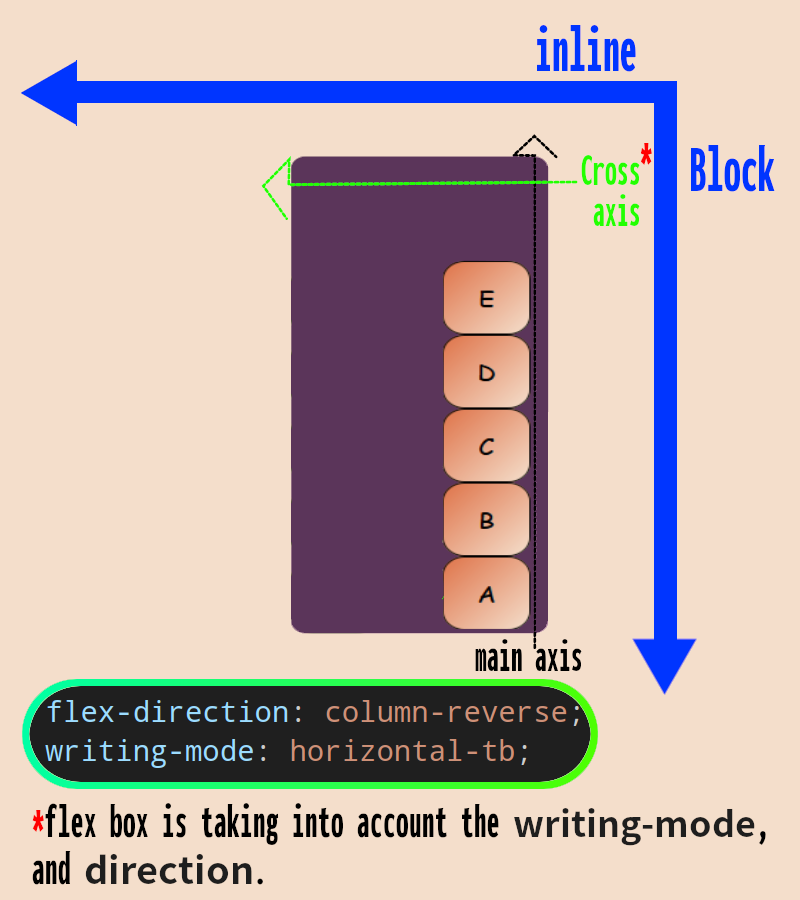 inline
Block
Cross*
axis
E
D
C
B
A
main axis
flex-direction: column-reverse;
writing-mode: horizontal-tb;
*flex box is taking into account the writing-mode,
and direction.